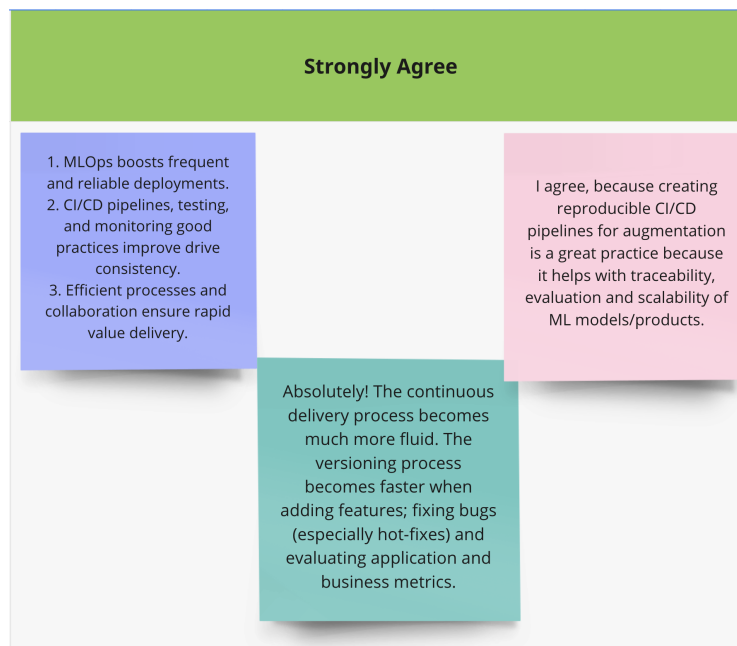 Strongly Agree
1. MLOps boosts frequent
and reliable deployments.
2. CI/CD pipelines, testing,
and monitoring good
practices improve drive
consistency.
3. Efficient processes and
collaboration ensure rapid
value delivery.
I agree, because creating
reproducible CI/CD
pipelines for augmentation
is a great practice because
it helps with traceability,
evaluation and scalability of
ML models/products.
Absolutely! The continuous
delivery process becomes
much more fluid. The
versioning process
becomes faster when
adding features; fixing bugs
(especially hot-fixes) and
evaluating application and
business metrics.